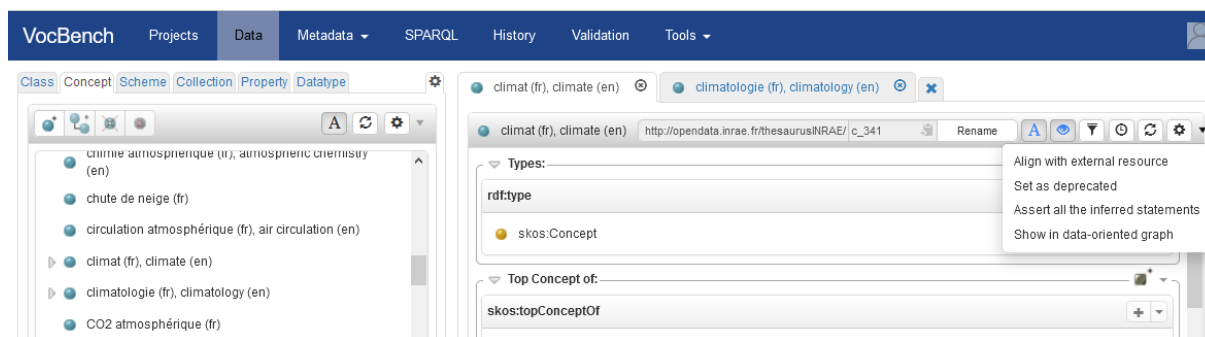 VocBench Projects Data Metadata SPARQL History Validation Tools
Class Concept Scheme Collection Property Datatype
chimie atmosphérique (fr), atmospheric chemistry
(en)
chute de neige (fr)
circulation atmosphérique (fr), air circulation (en)
climat (fr), climate (en)
climatologie (fr), climatology (en)
CO2 atmosphérique (fr)
climat (fr), climate (en) climatologie (fr), climatology (en)
climat (fr), climate (en) http://opendata.inrae.fr/thesaurusINRAE/ c_341 Rename A
A
Align with external resource
Set as deprecated
Assert all the inferred statements
Show in data-oriented graph
Types:
rdf:type
skos:Concept
Top Concept of:
skos:topConceptOf